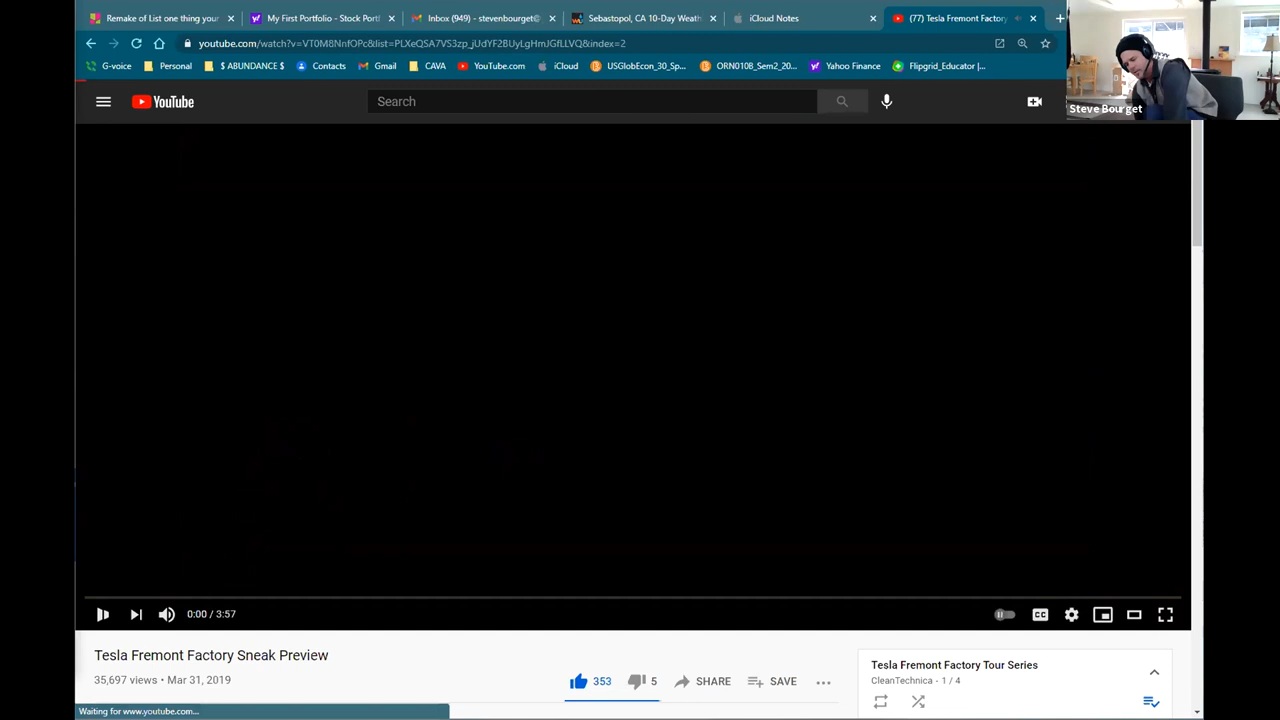 Remake of List one thing your
My First Portfolio - Stock Portf
Inbox (949) - stevenbourget@
Sebastopol, CA 10-Day Weath
iCloud Notes
(77) Tesla Fremont Factory
youtube.com/watch?v=VT0M8NnfOPc&list=PLXeQSA7VS3zp_jUdYF2BUyLgHmJGfLLVQ&index=2
G-voice
Personal
$ ABUNDANCE $
Contacts
Gmail
CAVA
YouTube.com
iCloud
USGlobEcon_30_Sp...
ORN010B_Sem2_20...
Yahoo Finance
Flipgrid_Educator |...
YouTube
Search
Steve Bourget
0:00 / 3:57
CC
Tesla Fremont Factory Sneak Preview
35,697 views • Mar 31, 2019
353
5
SHARE
SAVE
Tesla Fremont Factory Tour Series
CleanTechnica - 1 / 4
Waiting for www.youtube.com...